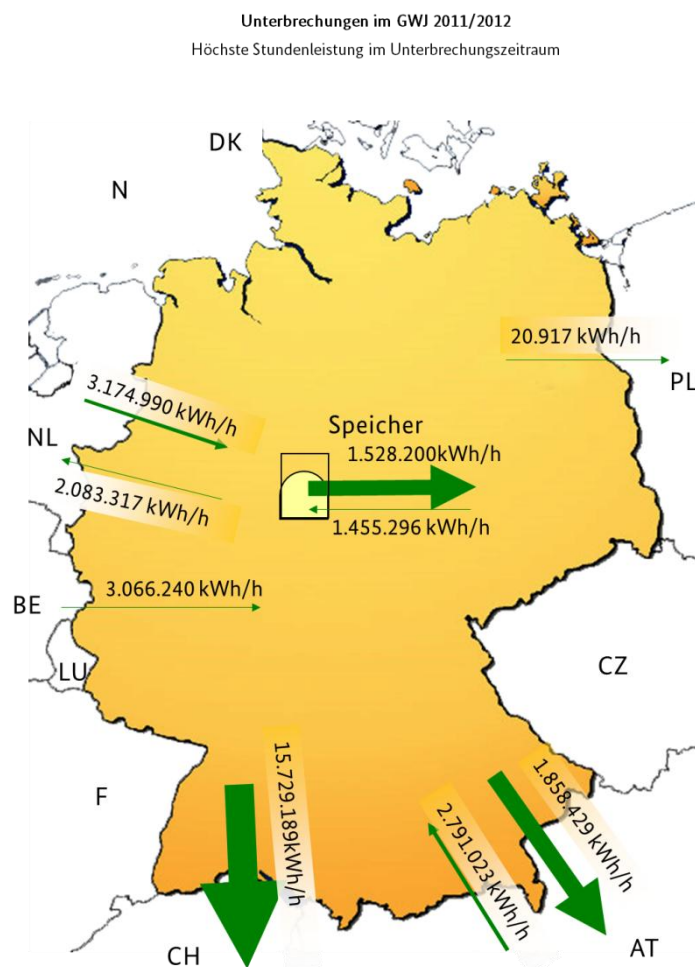 Unterbrechungen im GWJ 2011/2012
Höchste Stundenleistung im Unterbrechungszeitraum
DK
N
20.917 kWh/h
PL
3.174.990 kWh/h
Speicher
NL
1.528.200kWh/h
2.083.317 kWh/h
1.455.296 kWh/h
BE
3.066.240 kWh/h
LU
CZ
F
15.729.189kWh/h
1.858.429 kWh/h
2.791.023 kWh/h
CH
AT